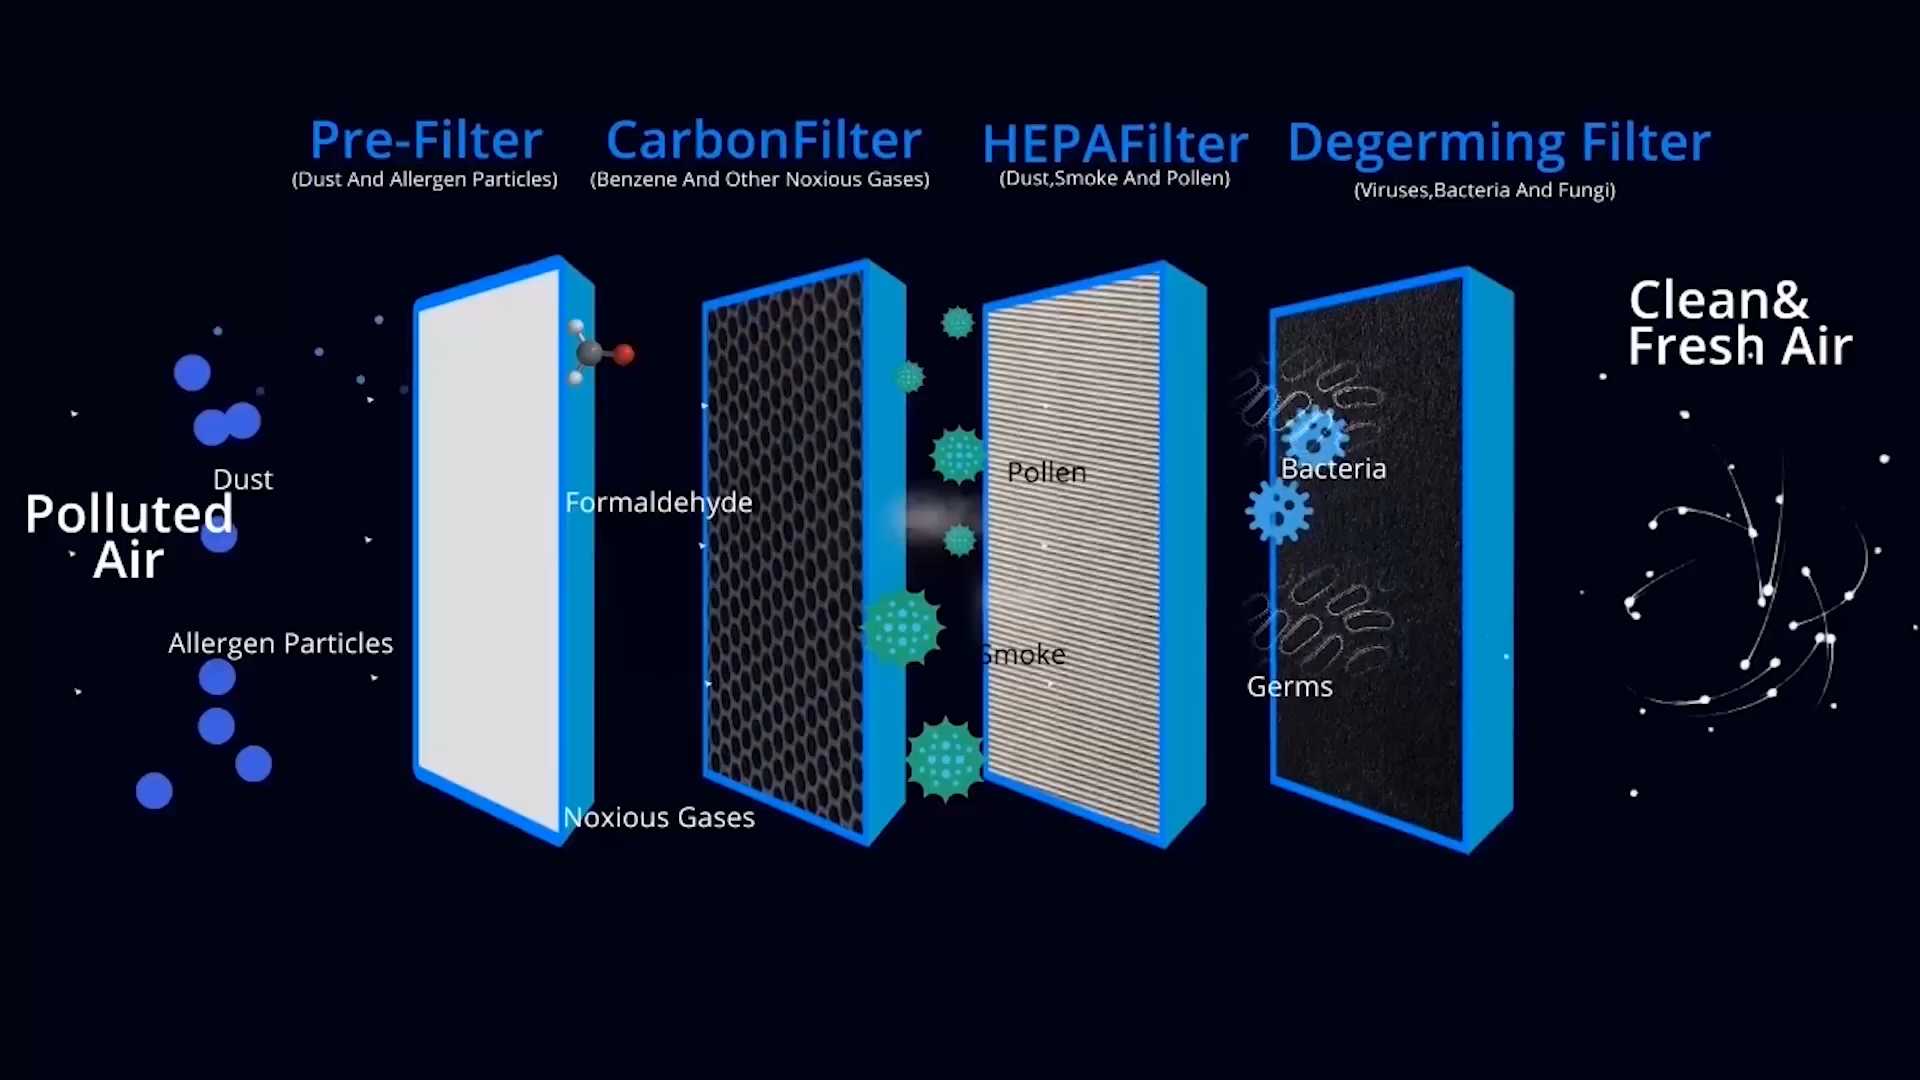 Pre-Filter
(Dust And Allergen Particles)
CarbonFilter
(Benzene And Other Noxious Gases)
HEPAFilter
(Dust,Smoke And Pollen)
Degerming Filter
(Viruses,Bacteria And Fungi)
Clean&
Fresh Air
Dust
Polluted
Air
Allergen Particles
Formaldehyde
Noxious Gases
Pollen
Smoke
Bacteria
Germs